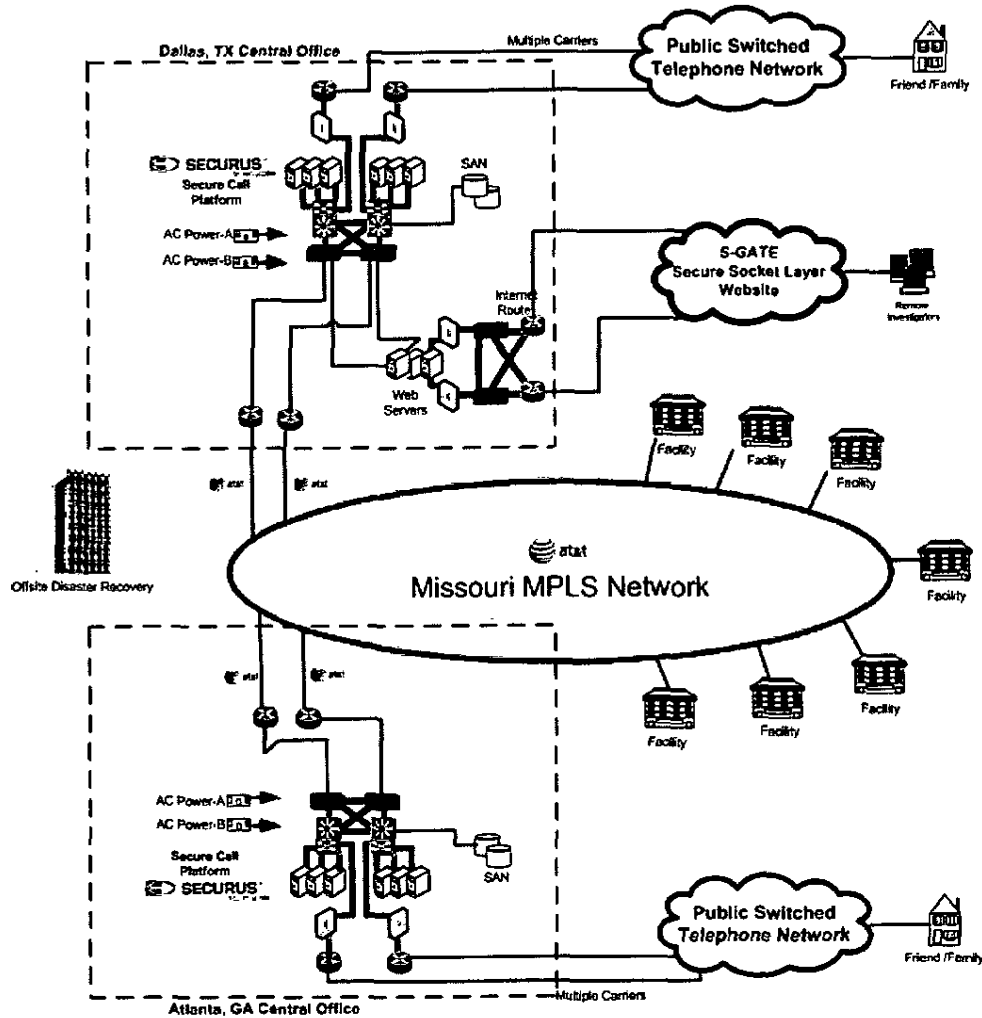 Dallas, TX Central Office
Multiple Carriers
Public Switched
Telephone Network
Friend /Family
SECURUS
Secure Call
Platform
SAN
AC Power-A
AC Power-B
S-GATE
Secure Socket Layer
Website
Remote
Investigators
Internet
Router
Web
Servers
Facility
Facility
Facility
at&t
at&t
Offsite Disaster Recovery
at&t
Missouri MPLS Network
Facility
at&t
at&t
Facility
Facility
Facility
AC Power-A
AC Power-B
Secure Call
Platform
SECURUS
SAN
Public Switched
Telephone Network
Friend /Family
Multiple Carriers
Atlanta, GA Central Office